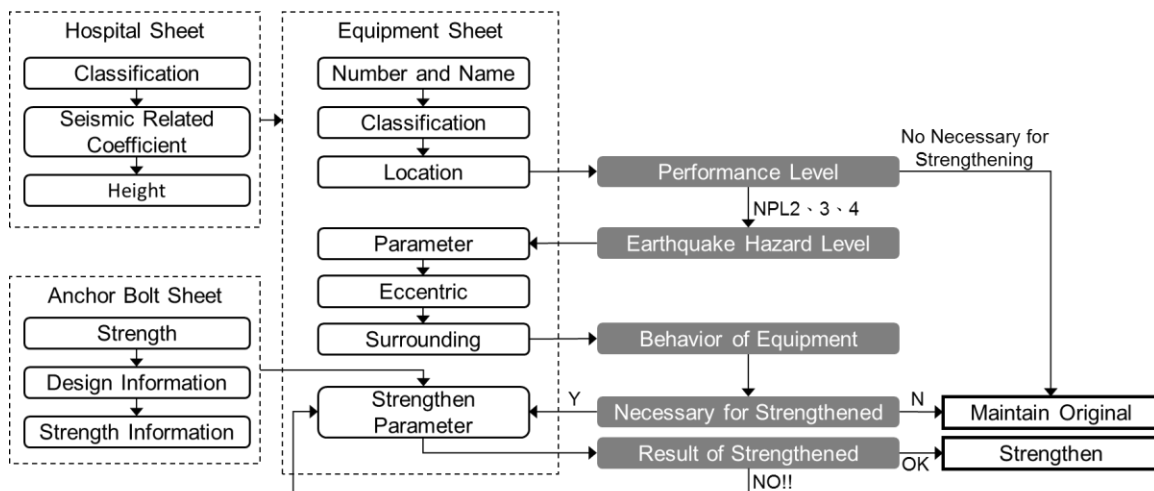 Hospital Sheet
Classification
Seismic Related
Coefficient
Height
Anchor Bolt Sheet
Strength
Design Information
Strength Information
Equipment Sheet
Number and Name
Classification
Location
Parameter
Eccentric
Surrounding
Strengthen
Parameter
Performance Level
NPL2、3、4
Earthquake Hazard Level
Behavior of Equipment
Y
Necessary for Strengthened
N
Result of Strengthened
OK
NO!!
No Necessary for
Strengthening
Maintain Original
Strengthen